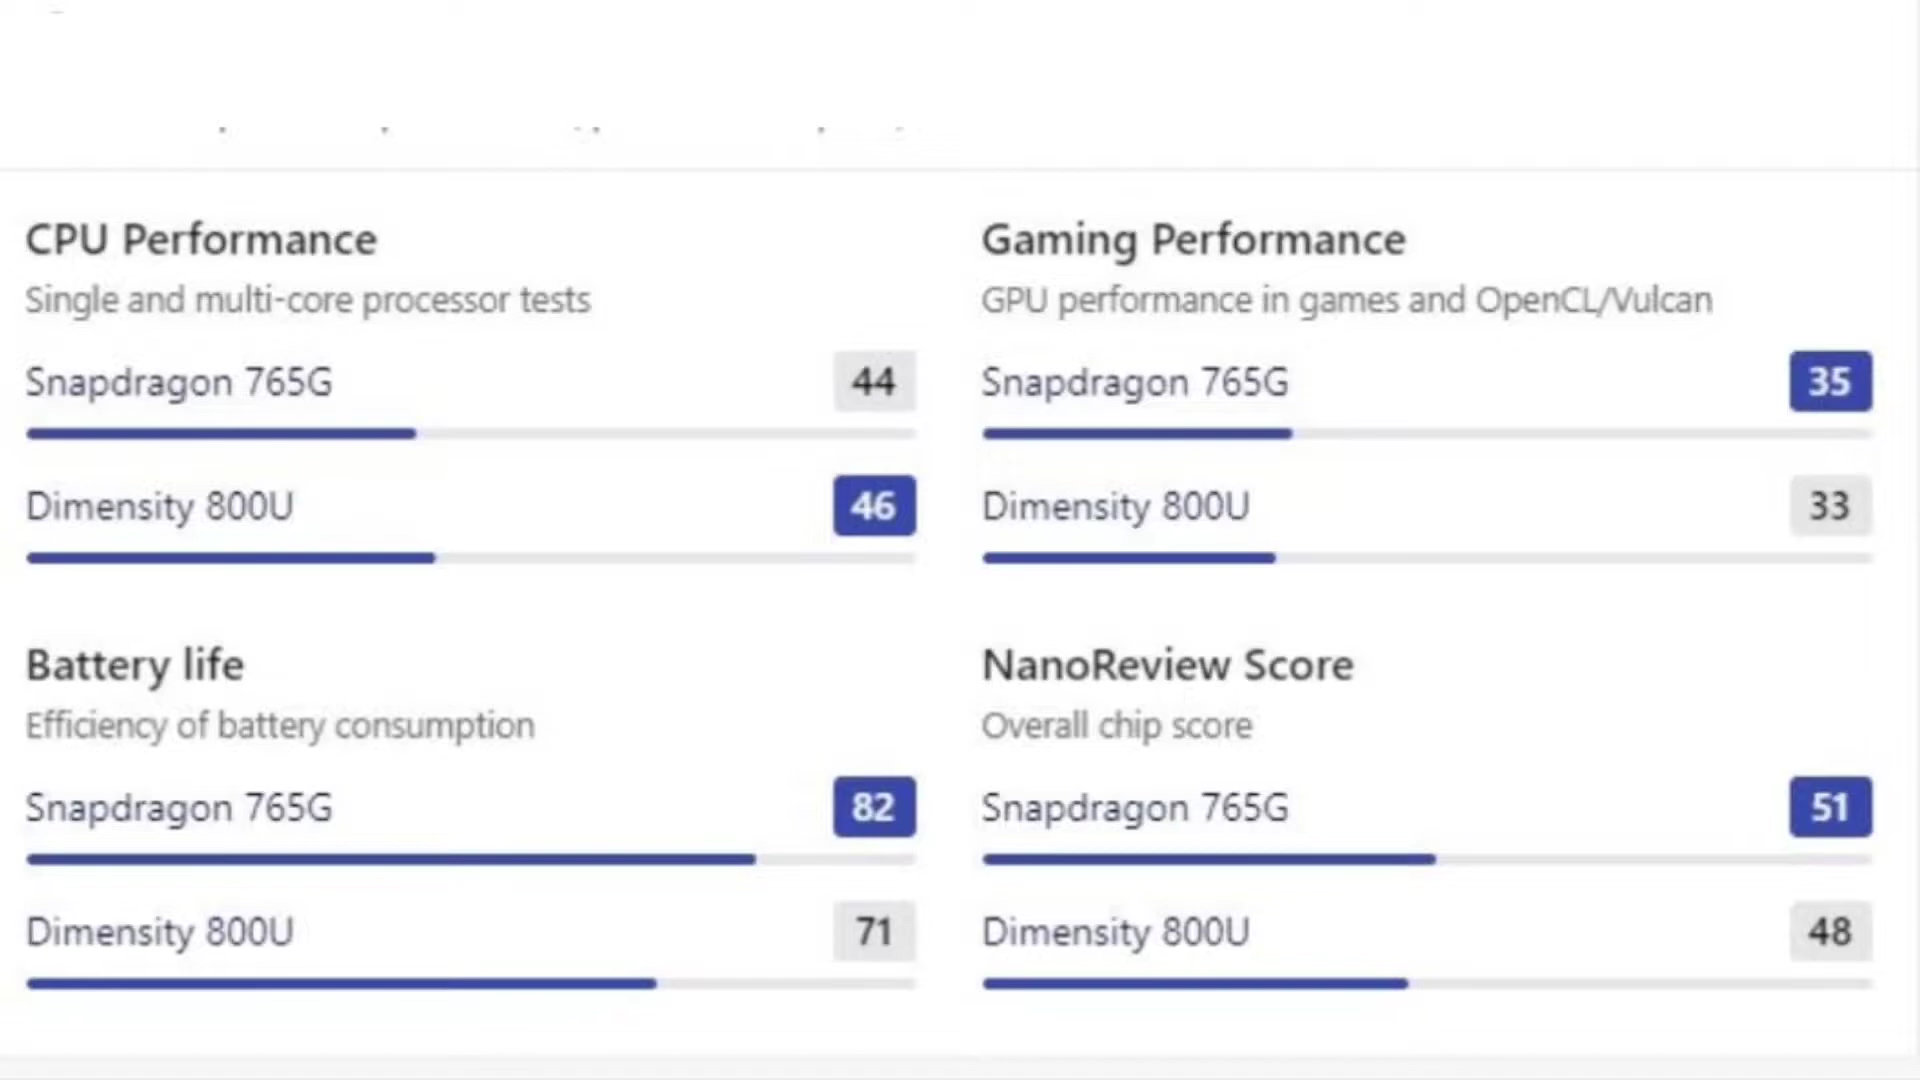 CPU Performance
Single and multi-core processor tests
Snapdragon 765G 44
Dimensity 800U 46
Gaming Performance
GPU performance in games and OpenCL/Vulcan
Snapdragon 765G 35
Dimensity 800U 33
Battery life
Efficiency of battery consumption
Snapdragon 765G 82
Dimensity 800U 71
NanoReview Score
Overall chip score
Snapdragon 765G 51
Dimensity 800U 48